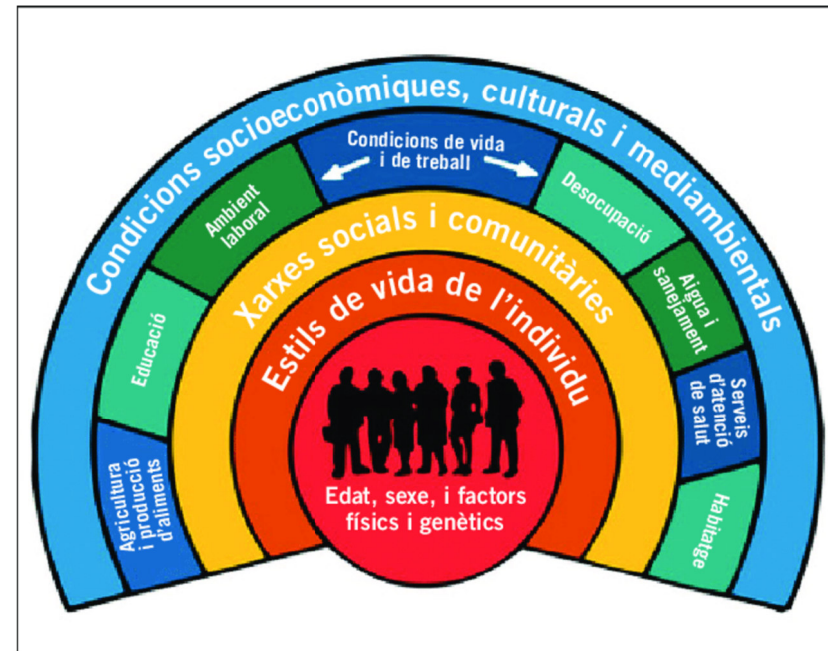 Condicions socioeconòmiques, culturals i mediambientals
Condicions de vida
i de treball
Agricultura
i producció
d'aliments
Educació
Ambient
laboral
Desocupació
Aigua i
sanejament
Serveis
d'atenció
de salut
Habitatge
Xarxes socials i comunitàries
Estils de vida de l'individu
Edat, sexe, i factors
físics i genètics